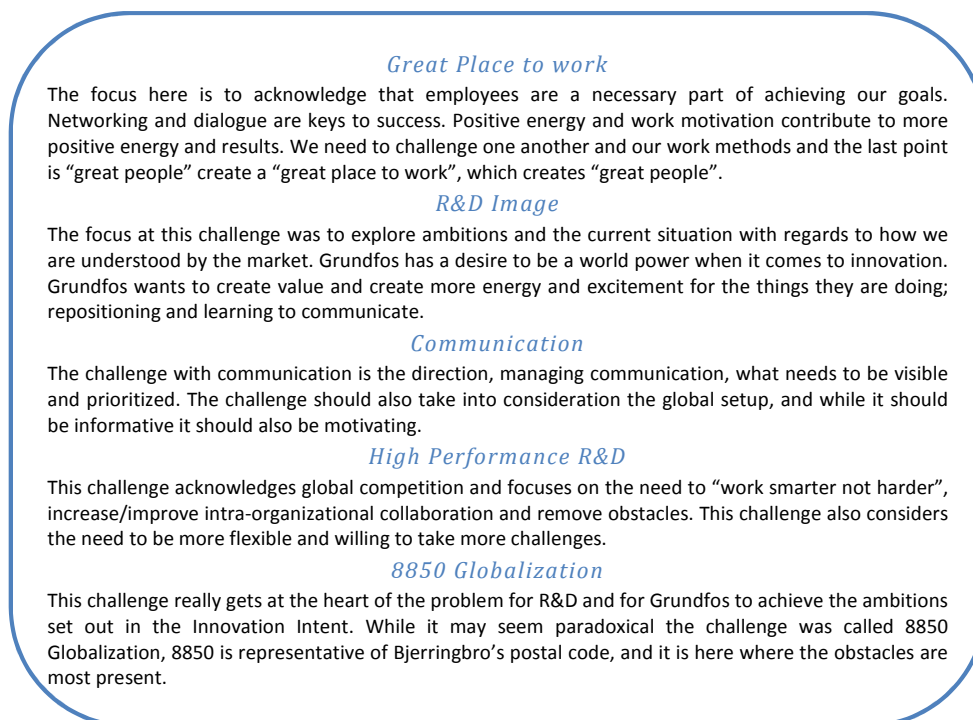 Great Place to work
The focus here is to acknowledge that employees are a necessary part of achieving our goals.
Networking and dialogue are keys to success. Positive energy and work motivation contribute to more
positive energy and results. We need to challenge one another and our work methods and the last point
is “great people” create a “great place to work”, which creates “great people”.
R&D Image
The focus at this challenge was to explore ambitions and the current situation with regards to how we
are understood by the market. Grundfos has a desire to be a world power when it comes to innovation.
Grundfos wants to create value and create more energy and excitement for the things they are doing;
repositioning and learning to communicate.
Communication
The challenge with communication is the direction, managing communication, what needs to be visible
and prioritized. The challenge should also take into consideration the global setup, and while it should
be informative it should also be motivating.
High Performance R&D
This challenge acknowledges global competition and focuses on the need to “work smarter not harder”,
increase/improve intra-organizational collaboration and remove obstacles. This challenge also considers
the need to be more flexible and willing to take more challenges.
8850 Globalization
This challenge really gets at the heart of the problem for R&D and for Grundfos to achieve the ambitions
set out in the Innovation Intent. While it may seem paradoxical the challenge was called 8850
Globalization, 8850 is representative of Bjerringbro’s postal code, and it is here where the obstacles are
most present.